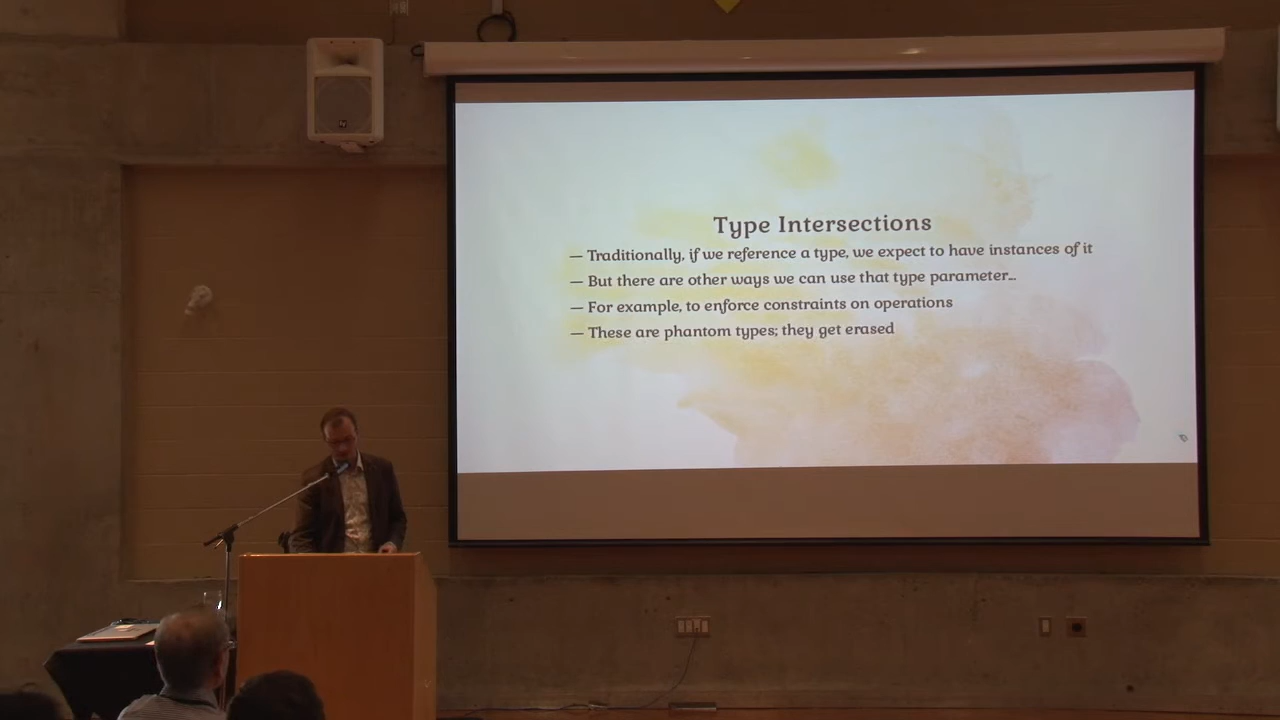 Type Intersections
— Traditionally, if we reference a type, we expect to have instances of it
— But there are other ways we can use that type parameter...
— For example, to enforce constraints on operations
— These are phantom types; they get erased